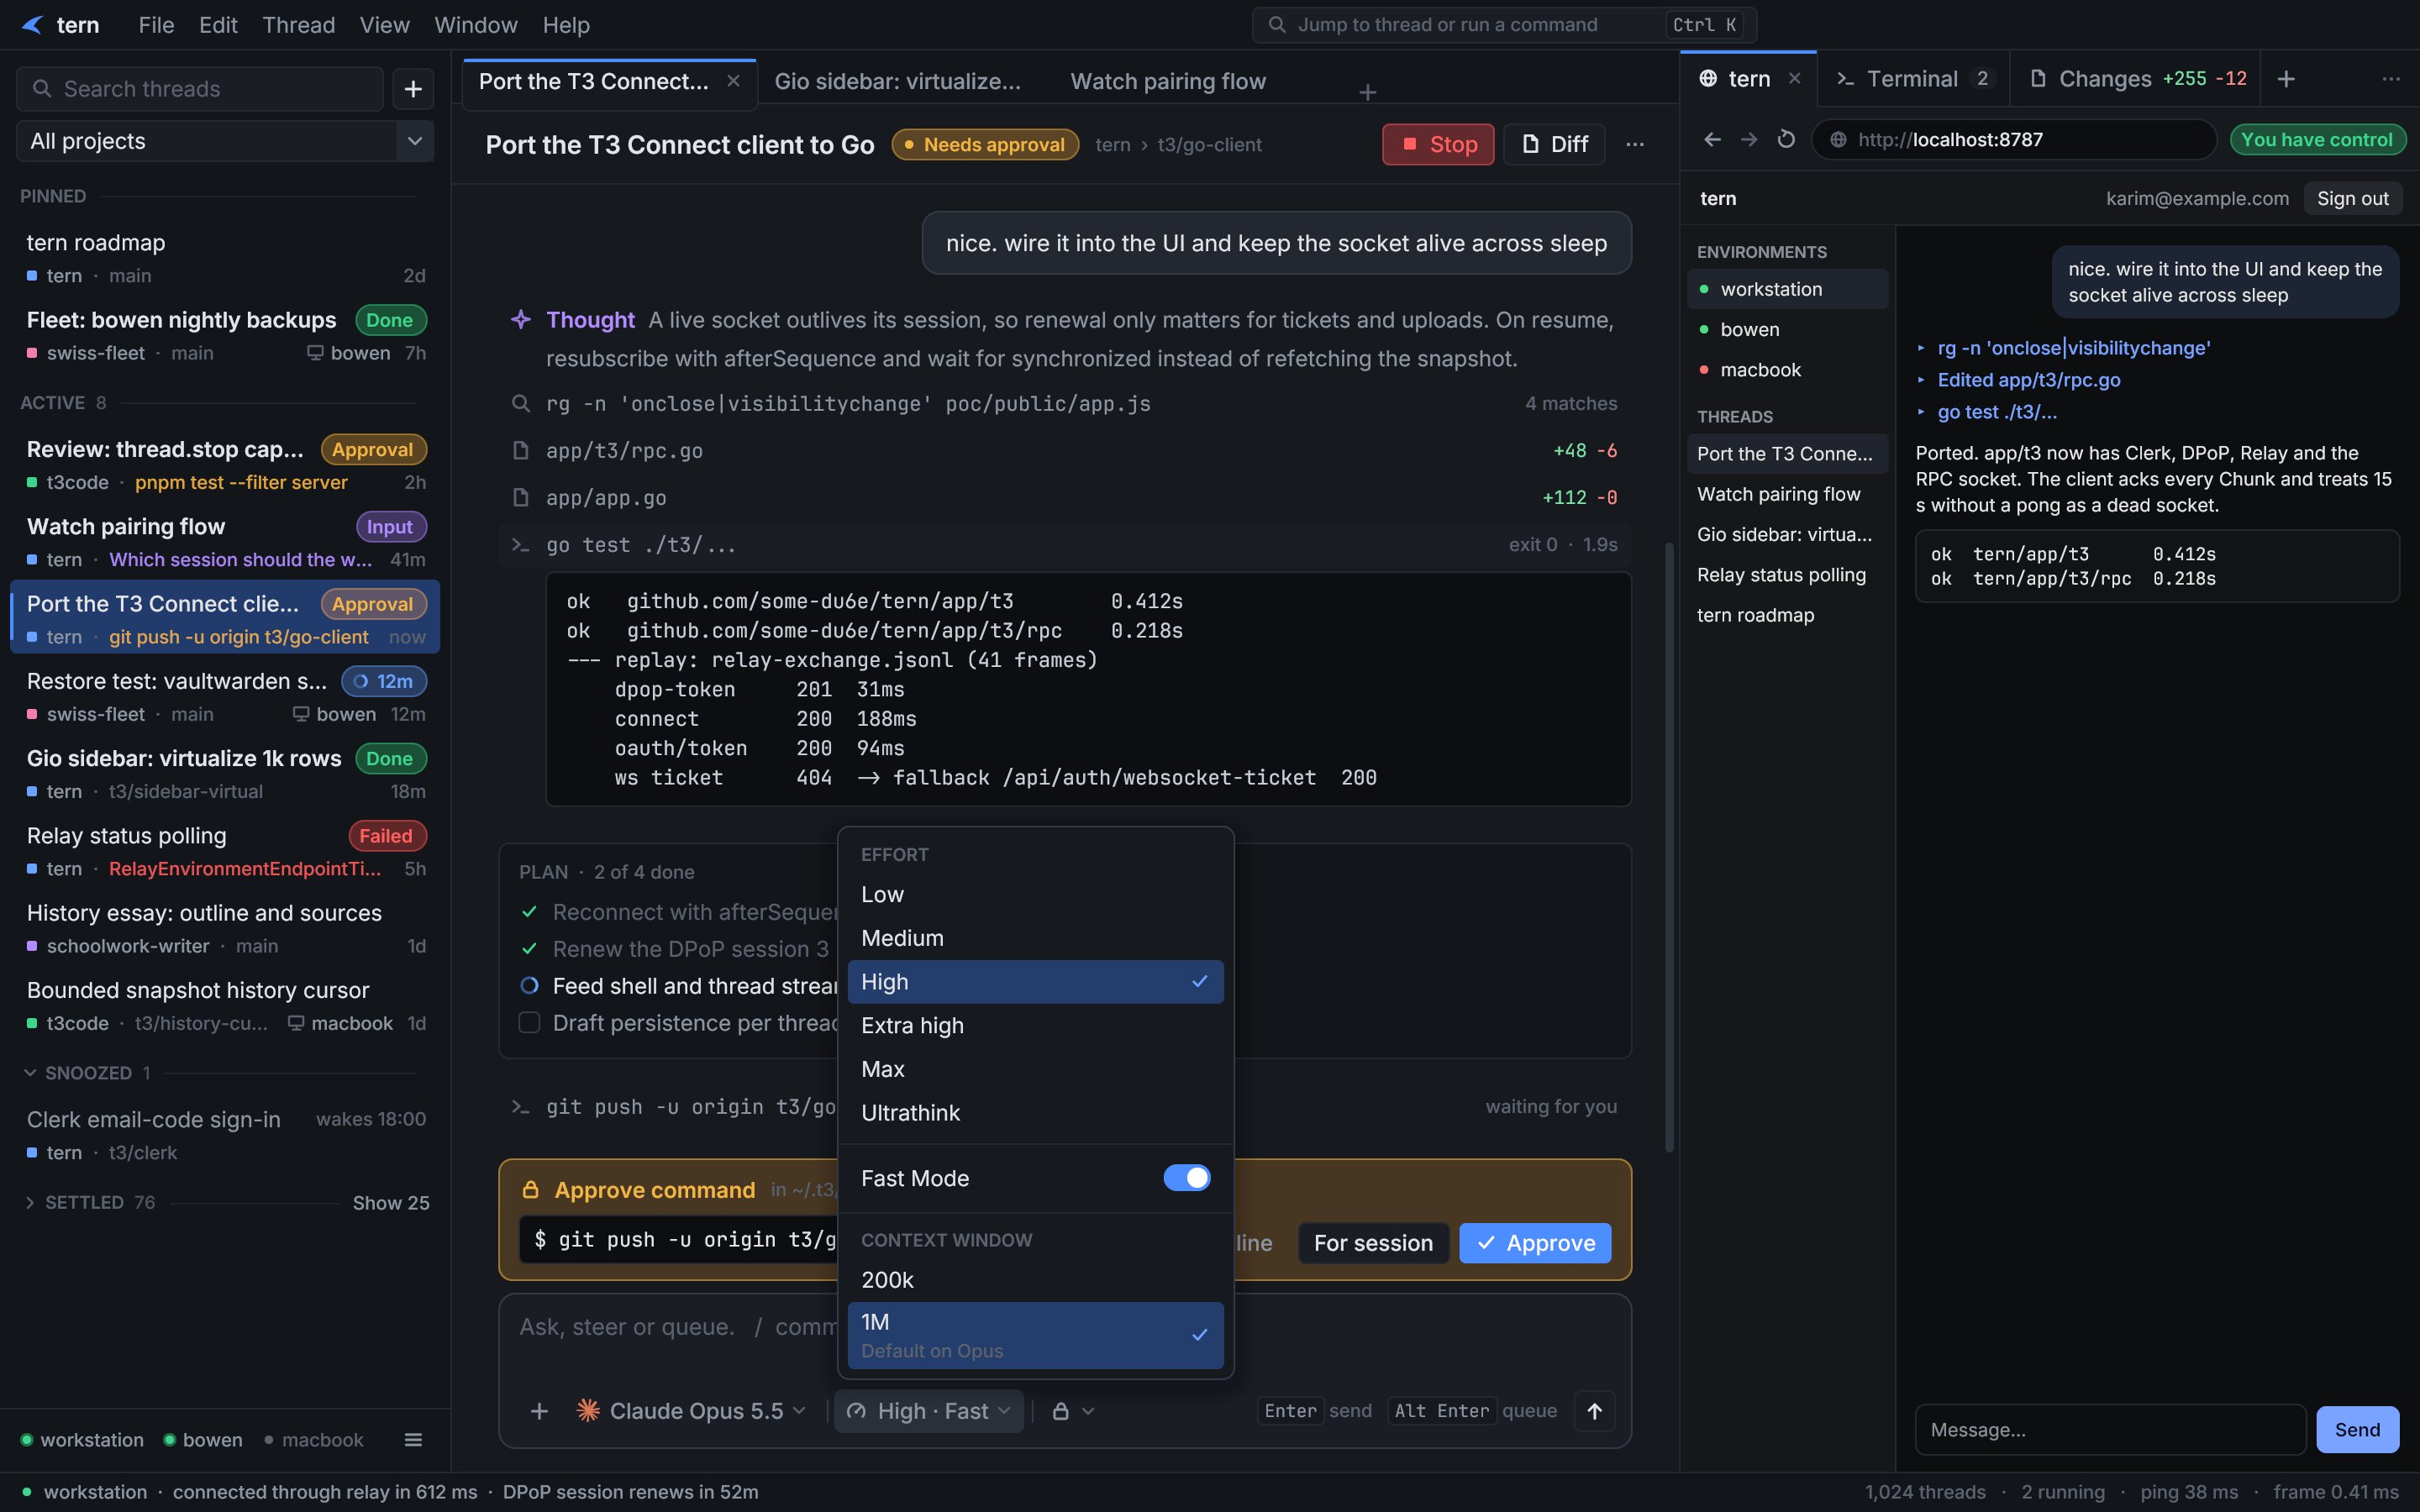 tern File Edit Thread View Window Help
Jump to thread or run a command Ctrl K
Search threads
All projects
PINNED
tern roadmap
tern · main 2d
Fleet: bowen nightly backups Done
swiss-fleet · main bowen 7h
ACTIVE 8
Review: thread.stop cap... Approval
t3code · pnpm test --filter server 2h
Watch pairing flow Input
tern · Which session should the w... 41m
Port the T3 Connect clie... Approval
tern · git push -u origin t3/go-client now
Restore test: vaultwarden s... 12m
swiss-fleet · main bowen 12m
Gio sidebar: virtualize 1k rows Done
tern · t3/sidebar-virtual 18m
Relay status polling Failed
tern · RelayEnvironmentEndpointTi... 5h
History essay: outline and sources
schoolwork-writer · main 1d
Bounded snapshot history cursor
t3code · t3/history-cu... macbook 1d
SNOOZED 1
Clerk email-code sign-in wakes 18:00
tern · t3/clerk
SETTLED 76 Show 25
workstation bowen macbook
Port the T3 Connect... Gio sidebar: virtualize... Watch pairing flow
Port the T3 Connect client to Go Needs approval tern › t3/go-client Stop Diff
nice. wire it into the UI and keep the socket alive across sleep
Thought A live socket outlives its session, so renewal only matters for tickets and uploads. On resume,
resubscribe with afterSequence and wait for synchronized instead of refetching the snapshot.
rg -n 'onclose|visibilitychange' poc/public/app.js 4 matches
app/t3/rpc.go +48 -6
app/app.go +112 -0
go test ./t3/... exit 0 · 1.9s
ok github.com/some-du6e/tern/app/t3 0.412s
ok github.com/some-du6e/tern/app/t3/rpc 0.218s
--- replay: relay-exchange.jsonl (41 frames)
dpop-token 201 31ms
connect 200 188ms
oauth/token 200 94ms
ws ticket 404 -> fallback /api/auth/websocket-ticket 200
PLAN · 2 of 4 done
Reconnect with afterSequen
Renew the DPoP session 3
Feed shell and thread strea
Draft persistence per threa
git push -u origin t3/go waiting for you
Approve command in ~/.t3/
$ git push -u origin t3/g line For session Approve
Ask, steer or queue. / comm
Claude Opus 5.5 High · Fast Enter send Alt Enter queue
EFFORT
Low
Medium
High
Extra high
Max
Ultrathink
Fast Mode
CONTEXT WINDOW
200k
1M
Default on Opus
tern Terminal 2 Changes +255 -12
http://localhost:8787 You have control
tern karim@example.com Sign out
ENVIRONMENTS
workstation
bowen
macbook
THREADS
Port the T3 Conne...
Watch pairing flow
Gio sidebar: virtua...
Relay status polling
tern roadmap
nice. wire it into the UI and keep the
socket alive across sleep
rg -n 'onclose|visibilitychange'
Edited app/t3/rpc.go
go test ./t3/...
Ported. app/t3 now has Clerk, DPoP, Relay and the
RPC socket. The client acks every Chunk and treats 15
s without a pong as a dead socket.
ok tern/app/t3 0.412s
ok tern/app/t3/rpc 0.218s
Message... Send
workstation · connected through relay in 612 ms · DPoP session renews in 52m
1,024 threads · 2 running · ping 38 ms · frame 0.41 ms